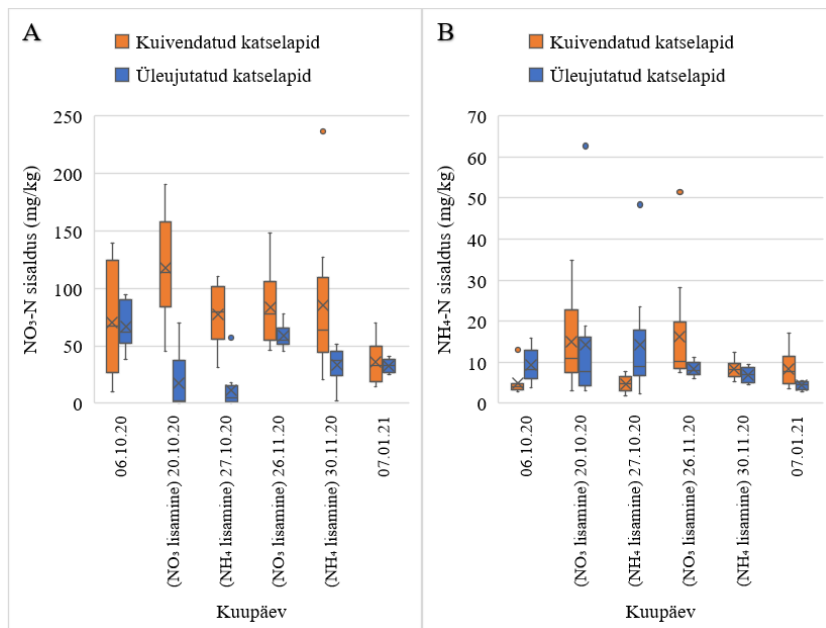 A
Kuivendatud katselapid
Üleujutatud katselapid
NO₃-N sisaldus (mg/kg)
250
200
150
100
50
0
06.10.20
(NO₃ lisamine) 20.10.20
(NH₄ lisamine) 27.10.20
(NO₃ lisamine) 26.11.20
(NH₄ lisamine) 30.11.20
07.01.21
Kuupäev
B
Kuivendatud katselapid
Üleujutatud katselapid
NH₄-N sisaldus (mg/kg)
70
60
50
40
30
20
10
0
06.10.20
(NO₃ lisamine) 20.10.20
(NH₄ lisamine) 27.10.20
(NO₃ lisamine) 26.11.20
(NH₄ lisamine) 30.11.20
07.01.21
Kuupäev